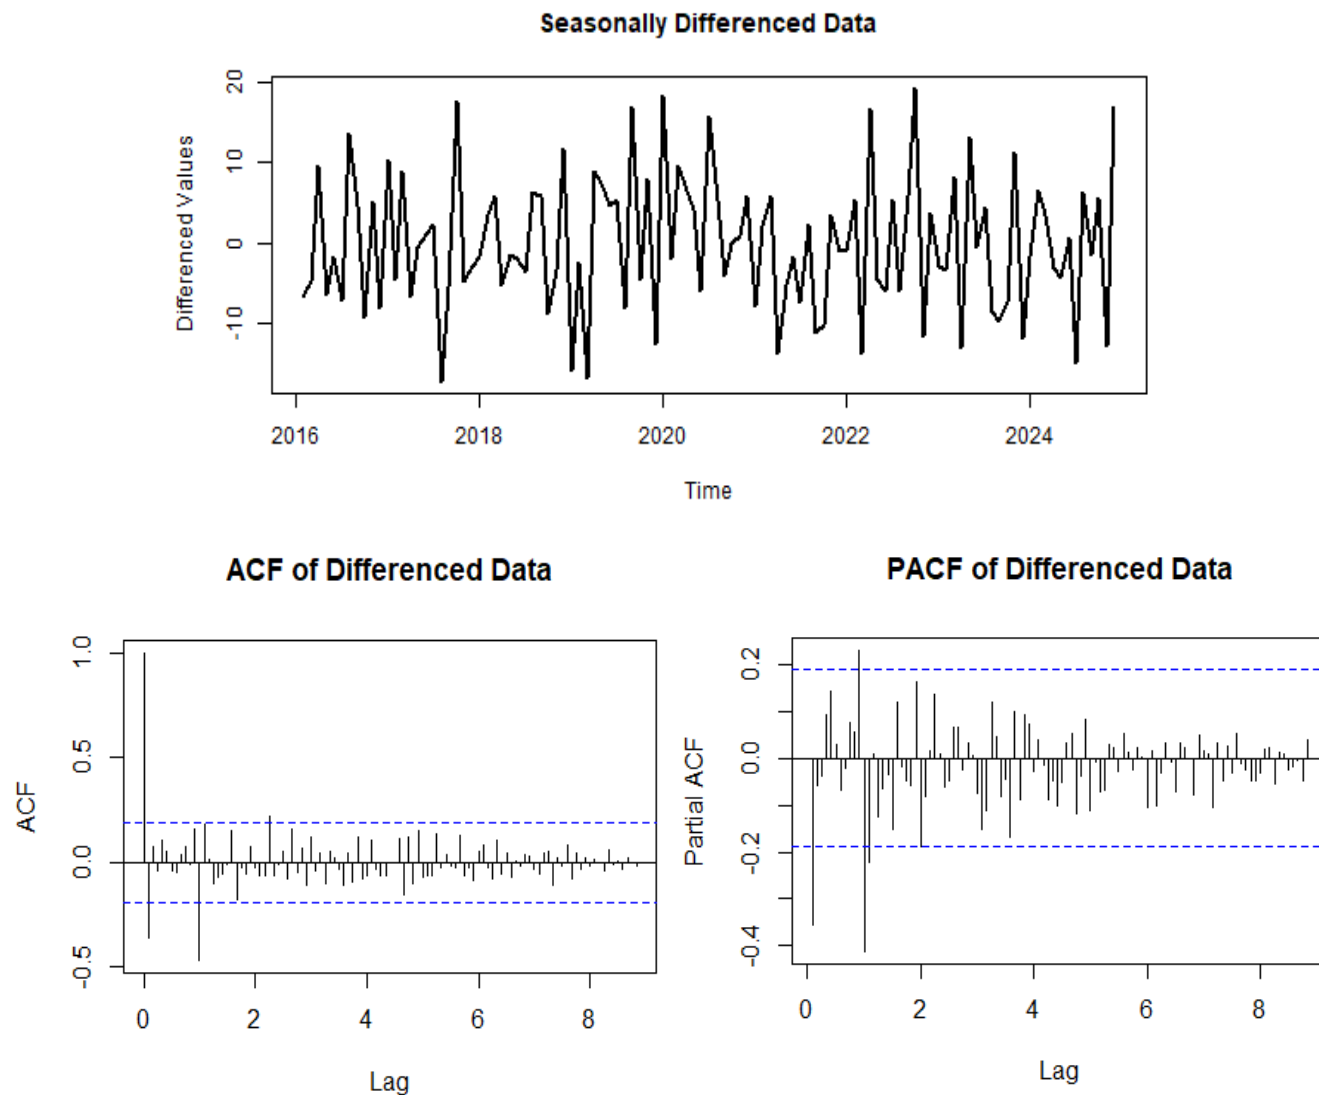 Seasonally Differenced Data
Differenced Values
20
10
0
-10
2016 2018 2020 2022 2024
Time
ACF of Differenced Data
ACF
1.0
0.5
0.0
-0.5
0 2 4 6 8
Lag
PACF of Differenced Data
Partial ACF
0.2
0.0
-0.2
-0.4
0 2 4 6 8
Lag